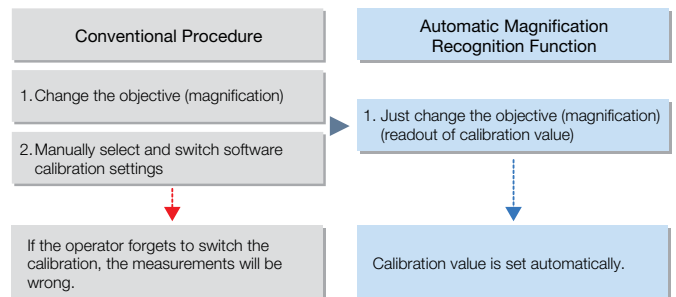 Conventional Procedure
1. Change the objective (magnification)
2. Manually select and switch software
calibration settings
If the operator forgets to switch the
calibration, the measurements will be
wrong.
Automatic Magnification
Recognition Function
1. Just change the objective (magnification)
(readout of calibration value)
Calibration value is set automatically.